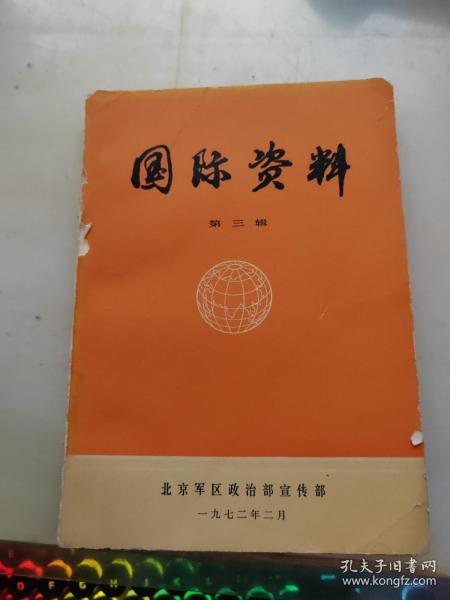 国际资料
第三辑
北京军区政治部宣传部
一九七二年二月
孔夫子旧书网
www.kongfz.com